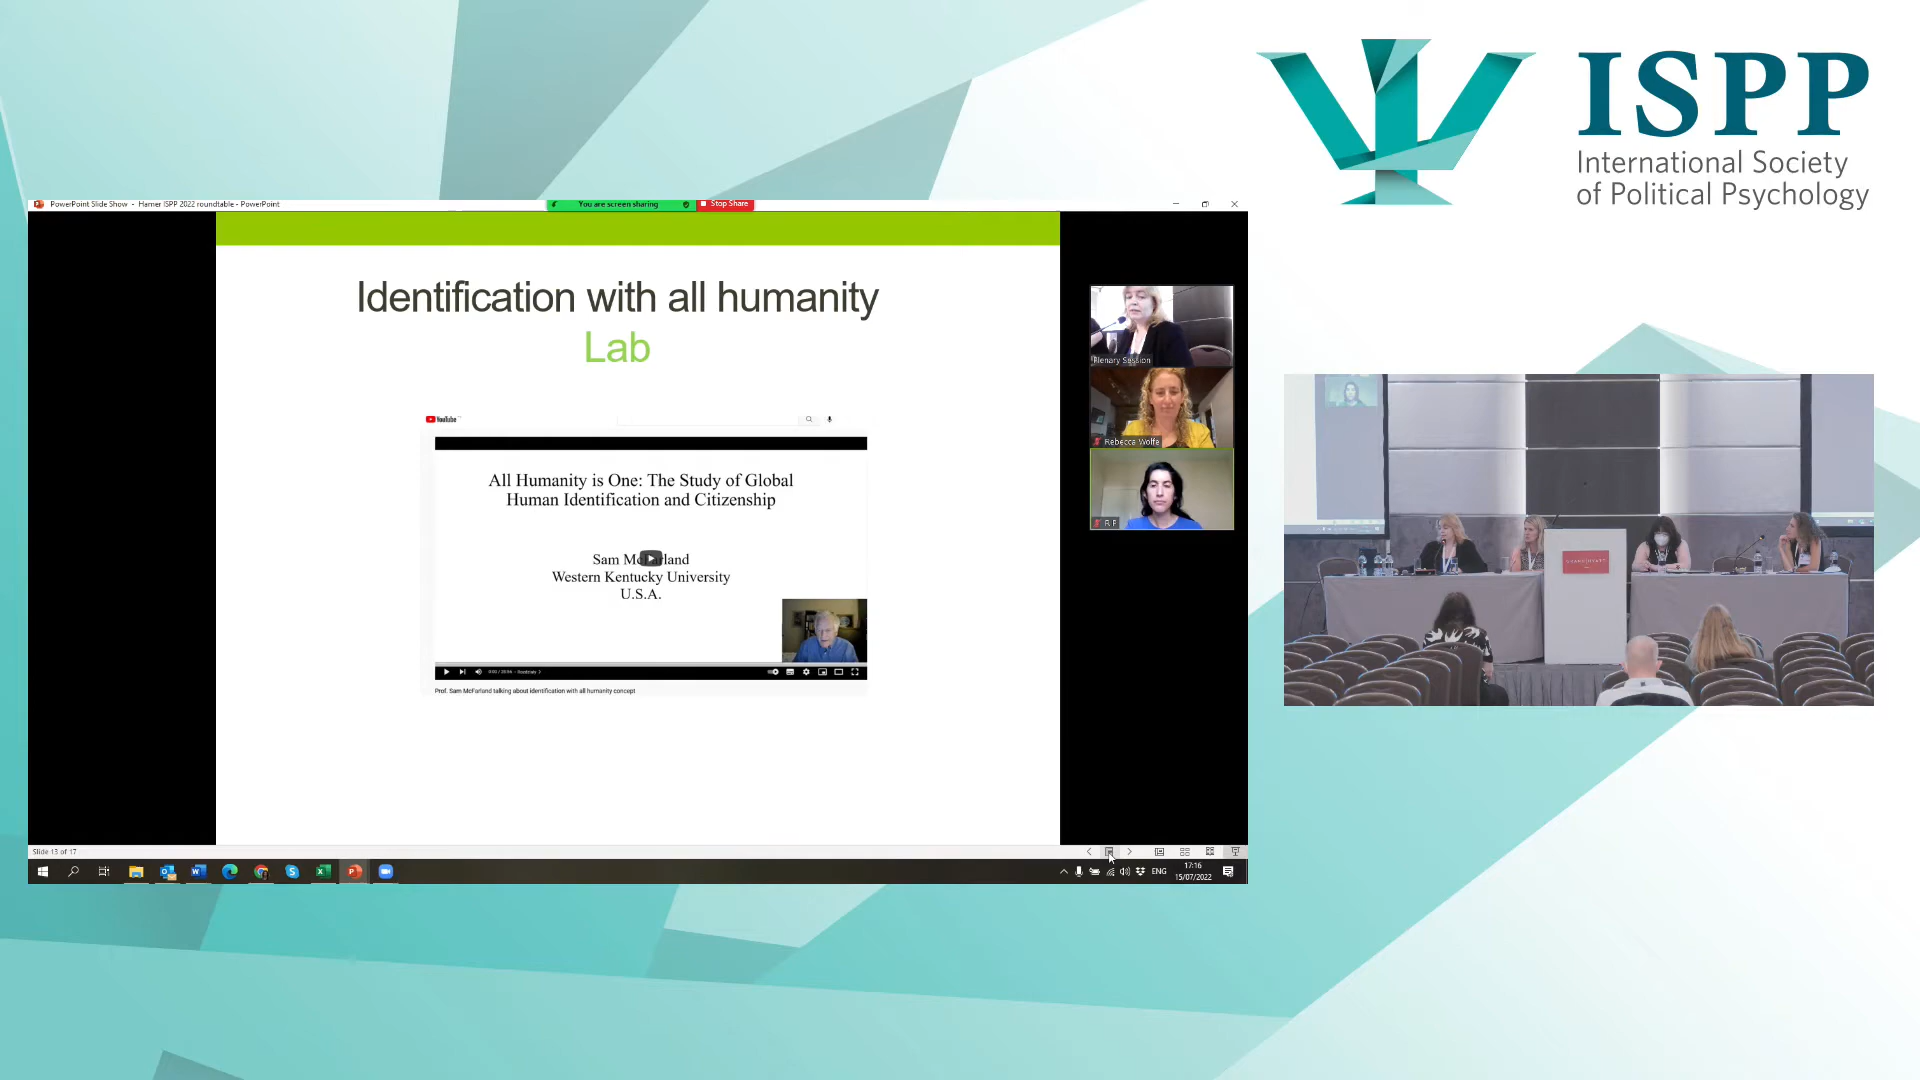 ISPP
International Society
of Political Psychology
PowerPoint Slide Show - Hamer ISPP 2022 roundtable - PowerPoint
You are screen sharing
Stop Share
Identification with all humanity
Lab
YouTube
All Humanity is One: The Study of Global
Human Identification and Citizenship
Sam McFarland
Western Kentucky University
U.S.A.
Prof. Sam McFarland talking about identification with all humanity concept
Plenary Session
Rebecca Wolfe
R P
Slide 13 of 17
ENG
17:16
15/07/2022